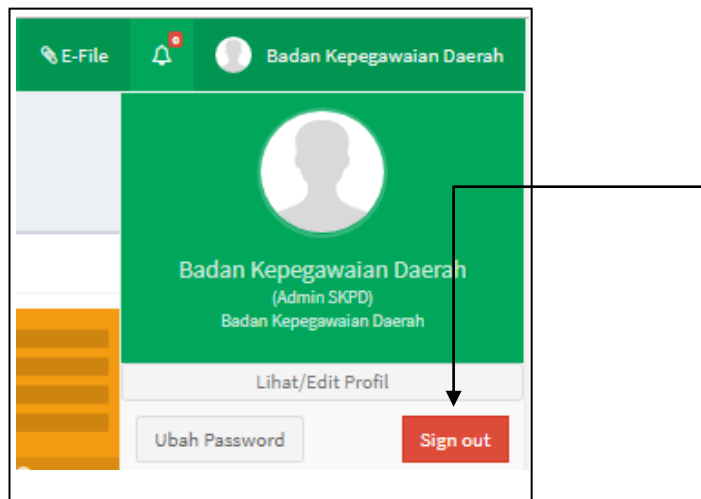 E-File 0 Badan Kepegawaian Daerah
Badan Kepegawaian Daerah
(Admin SKPD)
Badan Kepegawaian Daerah
Lihat/Edit Profil
Ubah Password Sign out